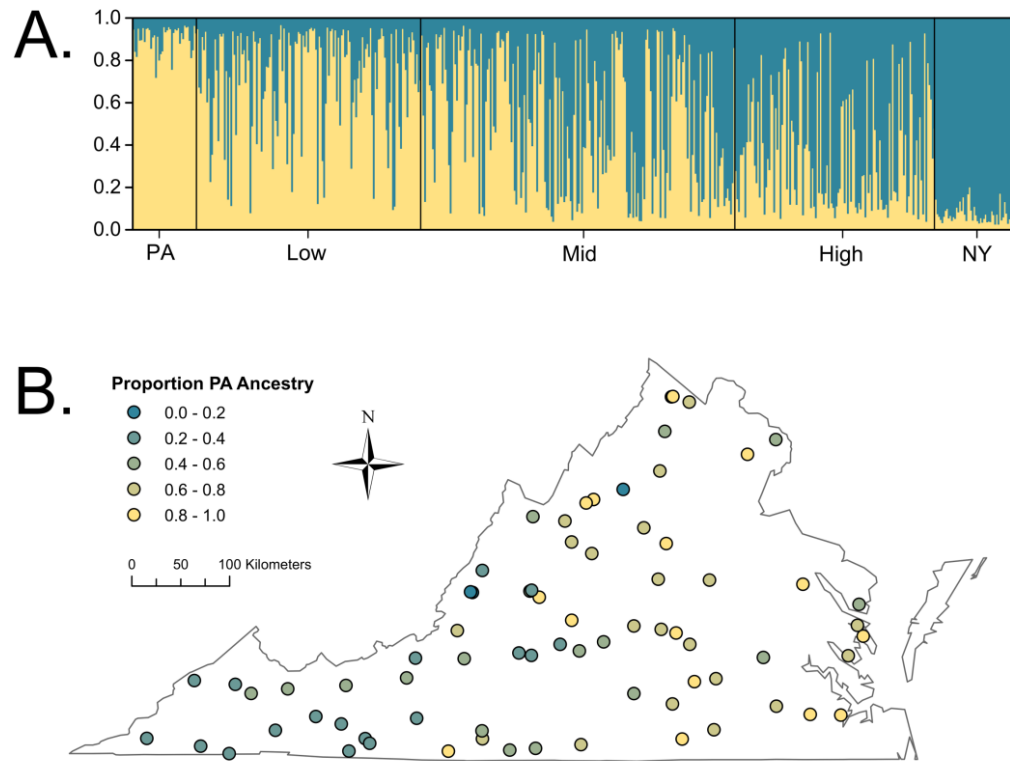 A.
1.0
0.8
0.6
0.4
0.2
0.0
PA Low Mid High NY
B.
Proportion PA Ancestry
0.0 - 0.2
0.2 - 0.4
0.4 - 0.6
0.6 - 0.8
0.8 - 1.0
N
0 50 100 Kilometers